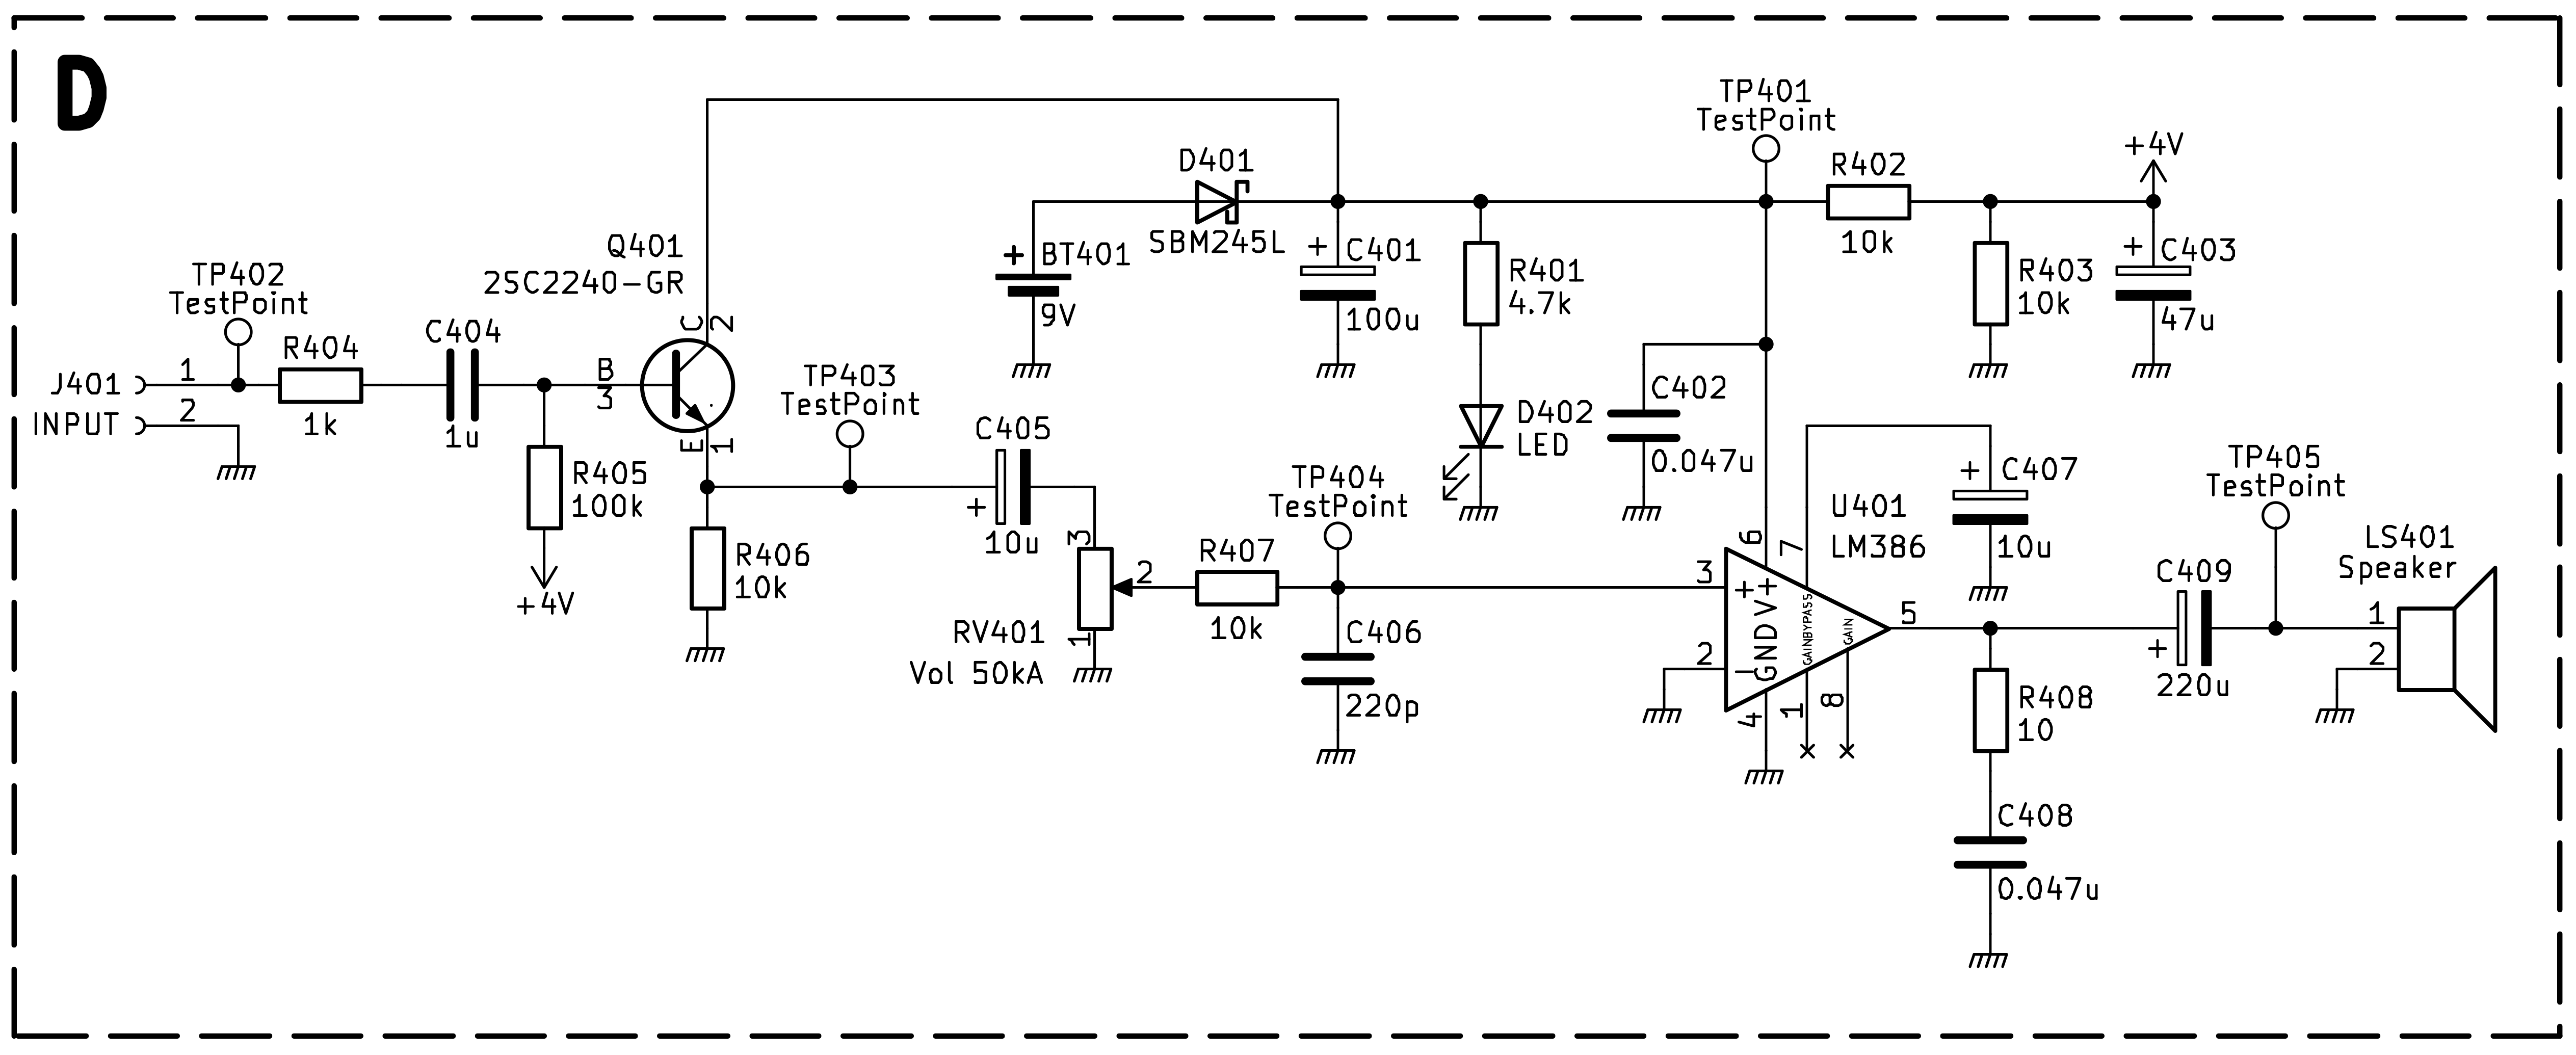 D
TP401
TestPoint
+4V
D401
SBM245L
R402
10k
Q401
2SC2240-GR
+
BT401
9V
+
C401
100u
R401
4.7k
R403
10k
+
C403
47u
TP402
TestPoint
J401
INPUT
1
2
R404
1k
C404
1u
B
3
C
2
E
1
R405
100k
+4V
R406
10k
TP403
TestPoint
C405
+
10u
3
2
1
RV401
Vol 50kA
R407
10k
TP404
TestPoint
C406
220p
D402
LED
C402
0.047u
U401
LM386
3
2
6
7
5
4
1
8
+
-
V+
GND
GAIN
BYPASS
GAIN
+
C407
10u
R408
10
C408
0.047u
C409
+
220u
TP405
TestPoint
LS401
Speaker
1
2